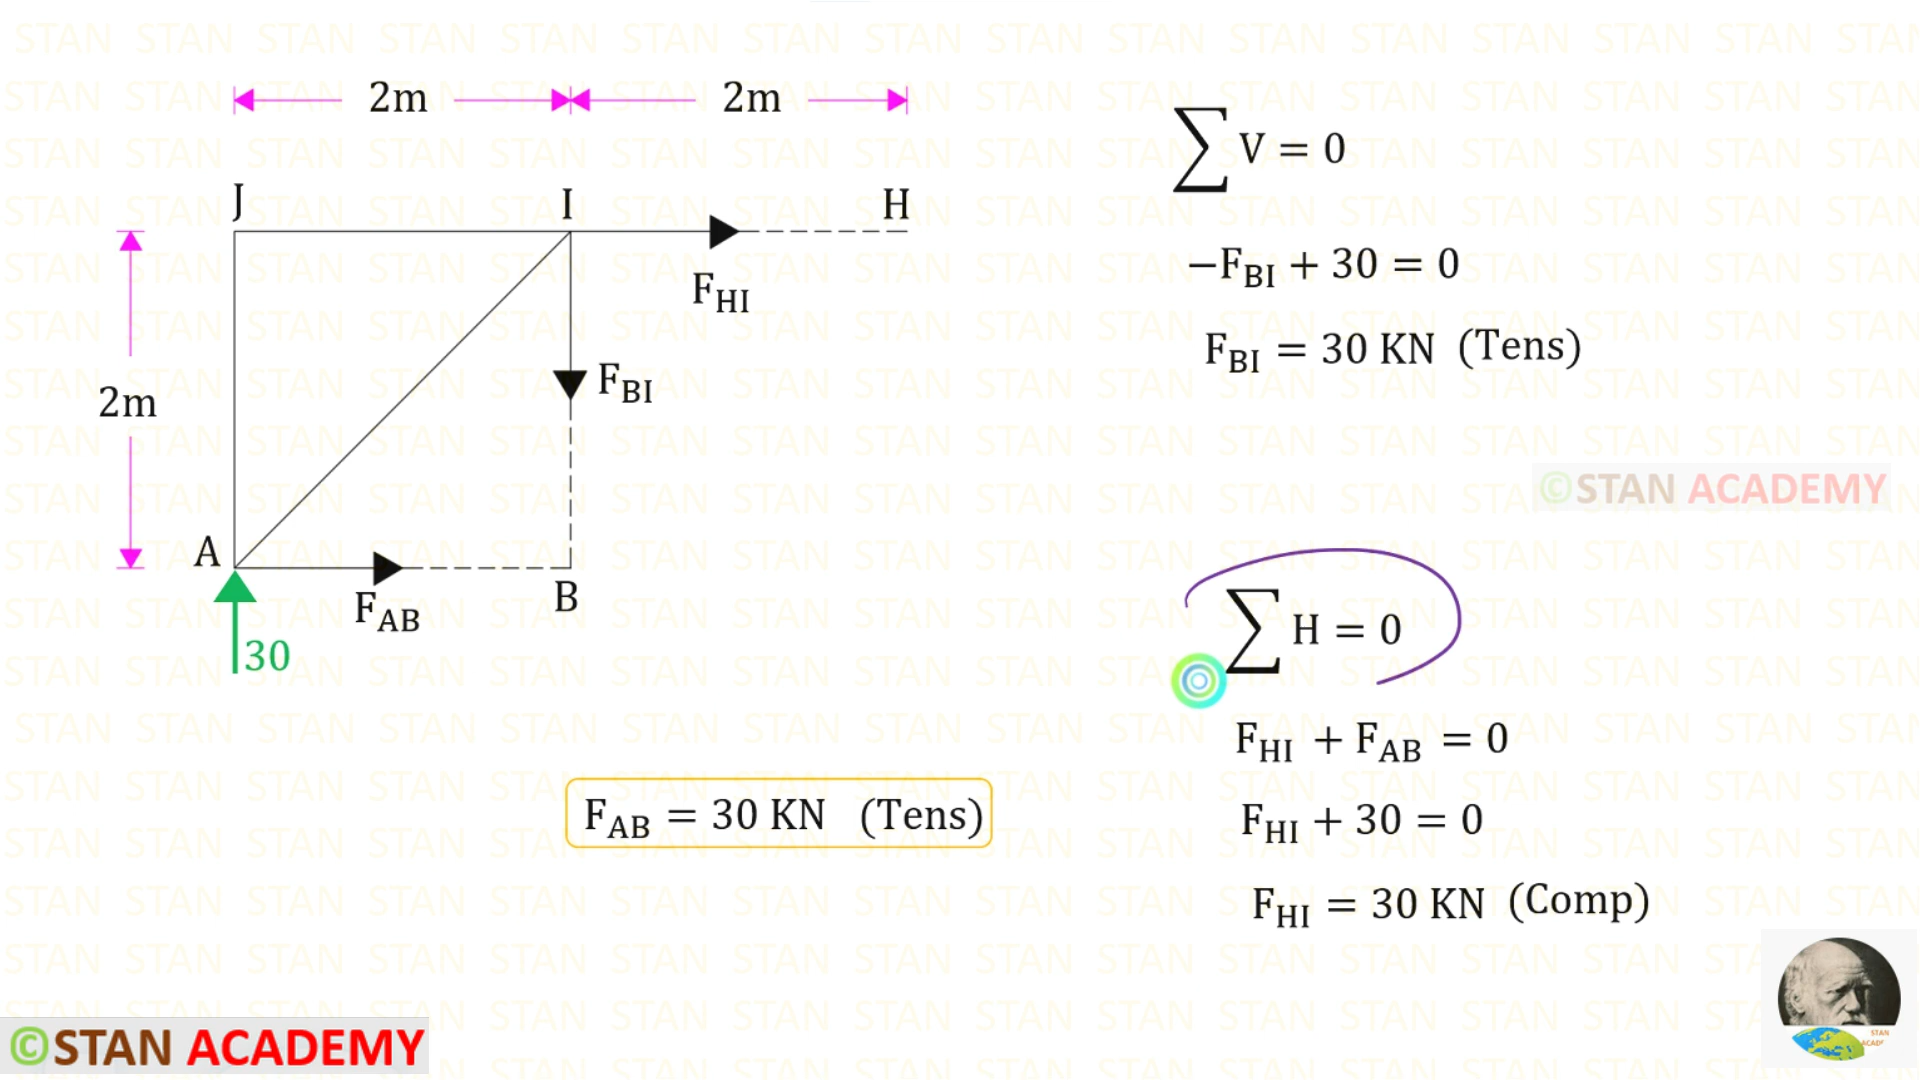 2m 2m
J I H
F_HI
F_BI
2m
A B
F_AB
30
∑ V = 0
−F_BI + 30 = 0
F_BI = 30 KN (Tens)
©STAN ACADEMY
∑ H = 0
F_HI + F_AB = 0
F_AB = 30 KN (Tens)
F_HI + 30 = 0
F_HI = 30 KN (Comp)
©STAN ACADEMY
STAN